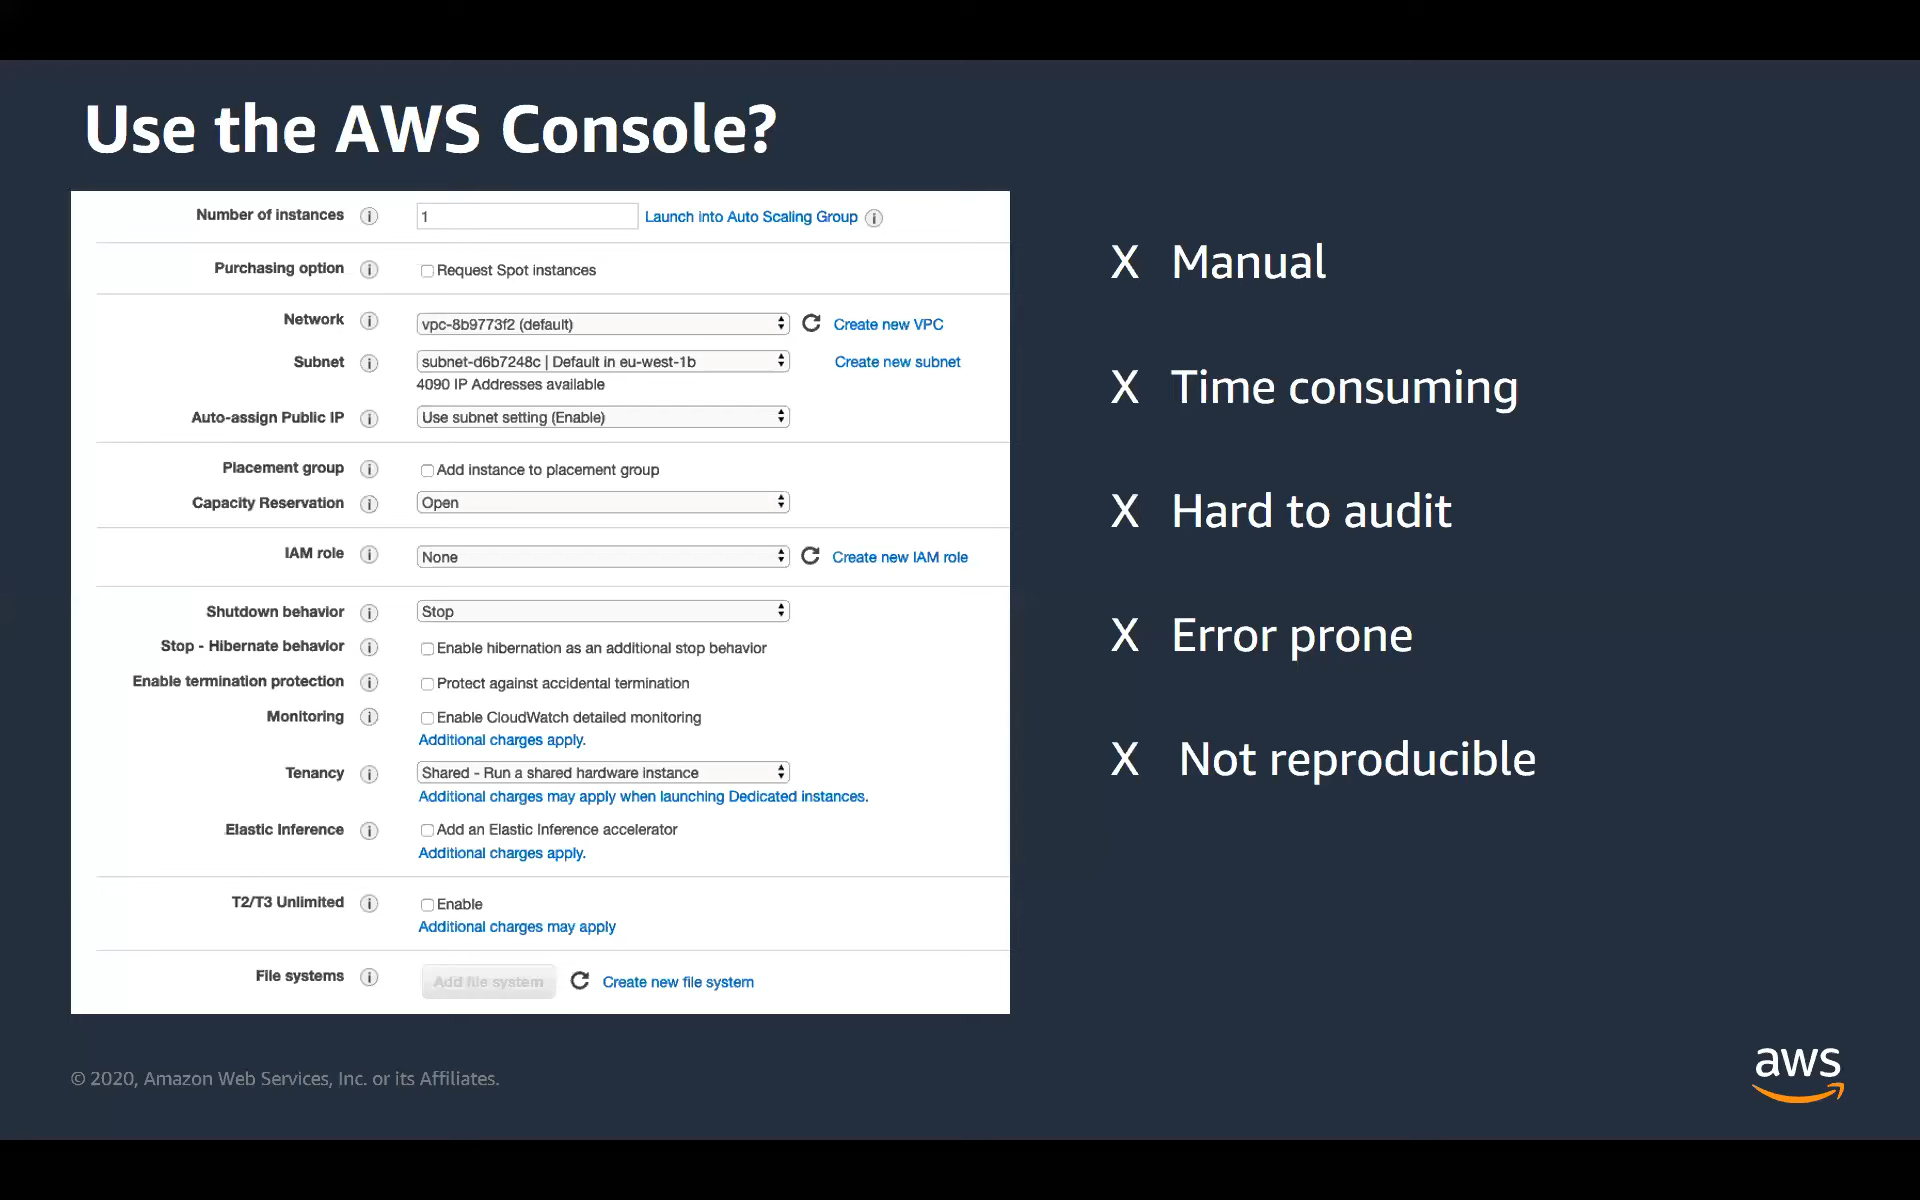 Use the AWS Console?
Number of instances i 1 Launch into Auto Scaling Group i
Purchasing option i Request Spot instances
Network i vpc-8b9773f2 (default) Create new VPC
Subnet i subnet-d6b7248c | Default in eu-west-1b Create new subnet
4090 IP Addresses available
Auto-assign Public IP i Use subnet setting (Enable)
Placement group i Add instance to placement group
Capacity Reservation i Open
IAM role i None Create new IAM role
Shutdown behavior i Stop
Stop - Hibernate behavior i Enable hibernation as an additional stop behavior
Enable termination protection i Protect against accidental termination
Monitoring i Enable CloudWatch detailed monitoring
Additional charges apply.
Tenancy i Shared - Run a shared hardware instance
Additional charges may apply when launching Dedicated instances.
Elastic Inference i Add an Elastic Inference accelerator
Additional charges apply.
T2/T3 Unlimited i Enable
Additional charges may apply
File systems i Add file system Create new file system
X Manual
X Time consuming
X Hard to audit
X Error prone
X Not reproducible
© 2020, Amazon Web Services, Inc. or its Affiliates.
aws